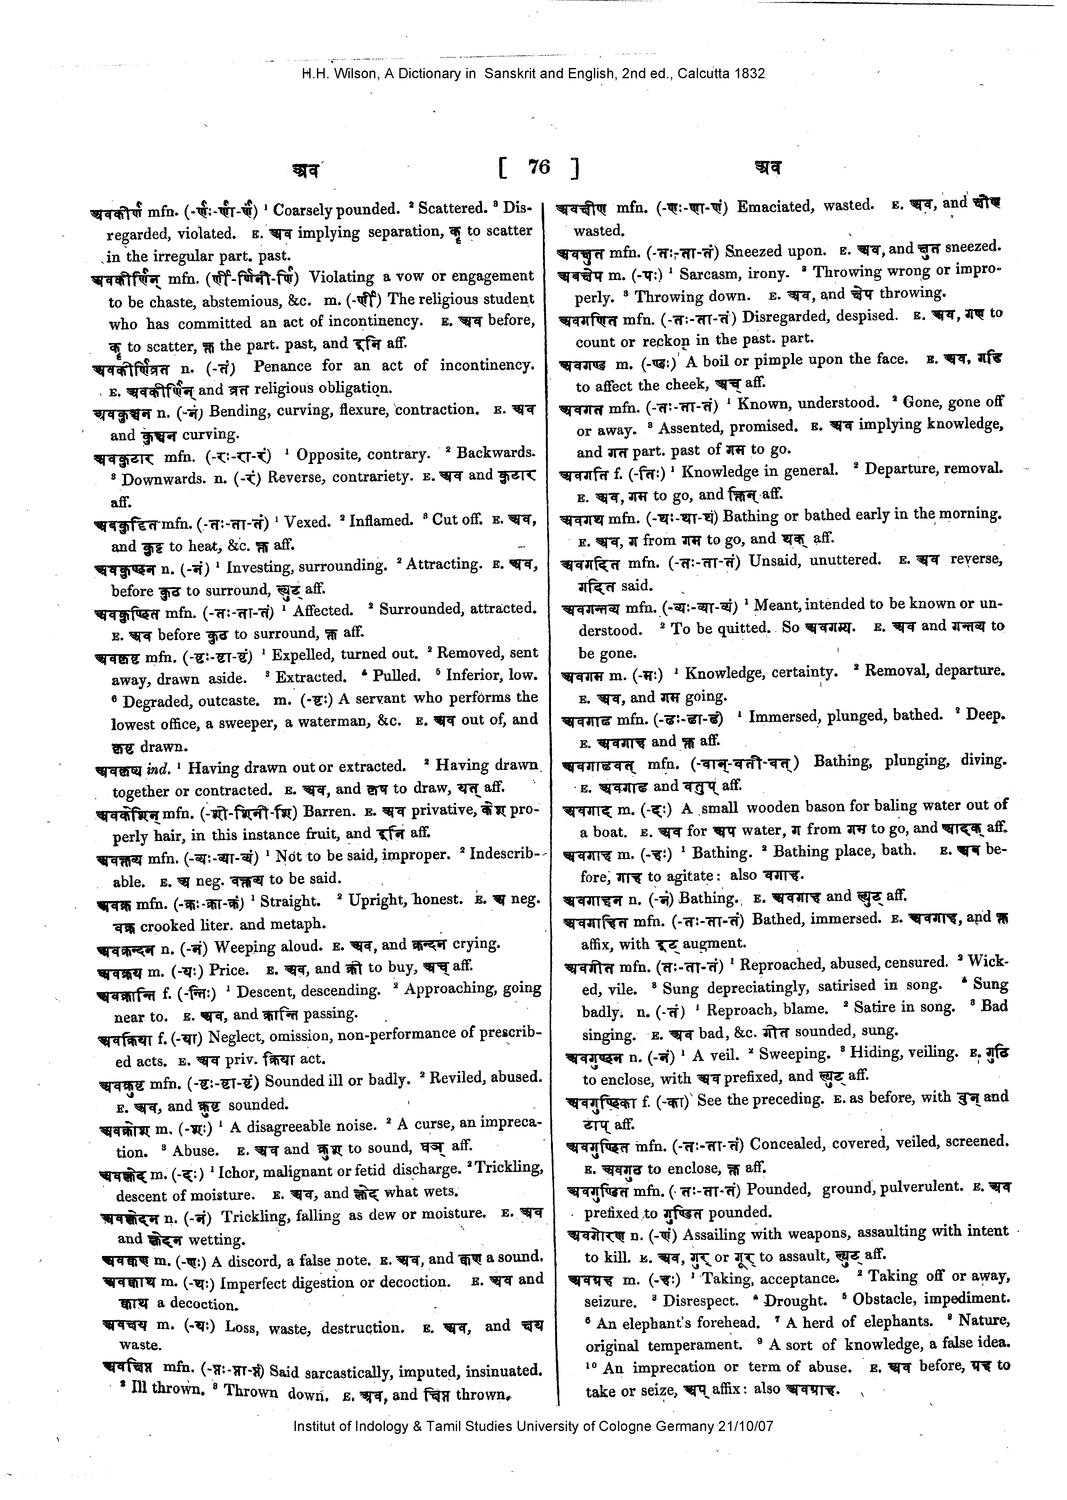 H.H. Wilson, A Dictionary in Sanskrit and English, 2nd ed., Calcutta 1832
अव [ 76 ] अव
अवकीर्ण mfn. (-र्णः-र्णा-र्णं) ¹ Coarsely pounded. ² Scattered. ³ Dis-
regarded, violated. E. अव implying separation, कॄ to scatter
in the irregular part. past.
अवकीर्णिन् mfn. (र्णी-र्णिनी-र्णि) Violating a vow or engagement
to be chaste, abstemious, &c. m. (-र्णी) The religious student
who has committed an act of incontinency. E. अव before,
कॄ to scatter, क्त the part. past, and इनि aff.
अवकीर्णिव्रत n. (-तं) Penance for an act of incontinency.
E. अवकीर्णिन् and व्रत religious obligation.
अवकुञ्चन n. (-नं) Bending, curving, flexure, contraction. E. अव
and कुञ्चन curving.
अवकुटार mfn. (-रः-रा-रं) ¹ Opposite, contrary. ² Backwards.
³ Downwards. n. (-रं) Reverse, contrariety. E. अव and कुटार
aff.
अवकुट्टित mfn. (-तः-ता-तं) ¹ Vexed. ² Inflamed. ³ Cut off. E. अव,
and कुट्ट to heat, &c. क्त aff.
अवकुण्ठन n. (-नं) ¹ Investing, surrounding. ² Attracting. E. अव,
before कुठ to surround, ल्युट् aff.
अवकुण्ठित mfn. (-तः-ता-तं) ¹ Affected. ² Surrounded, attracted.
E. अव before कुठ to surround, क्त aff.
अवकृष्ट mfn. (-ष्टः-ष्टा-ष्टं) ¹ Expelled, turned out. ² Removed, sent
away, drawn aside. ³ Extracted. ⁴ Pulled. ⁵ Inferior, low.
⁶ Degraded, outcaste. m. (-ष्टः) A servant who performs the
lowest office, a sweeper, a waterman, &c. E. अव out of, and
कृष्ट drawn.
अवकृष्य ind. ¹ Having drawn out or extracted. ² Having drawn
together or contracted. E. अव, and कृष to draw, यत् aff.
अवकेशिन् mfn. (-शी-शिनी-शि) Barren. E. अव privative, केश pro-
perly hair, in this instance fruit, and इनि aff.
अवक्तव्य mfn. (-व्यः-व्या-व्यं) ¹ Not to be said, improper. ² Indescrib-
able. E. अ neg. वक्तव्य to be said.
अवक्र mfn. (-क्रः-क्रा-क्रं) ¹ Straight. ² Upright, honest. E. अ neg.
वक्र crooked liter. and metaph.
अवक्रन्दन n. (-नं) Weeping aloud. E. अव, and क्रन्दन crying.
अवक्रय m. (-यः) Price. E. अव, and क्री to buy, अच् aff.
अवक्रान्ति f. (-न्तिः) ¹ Descent, descending. ² Approaching, going
near to. E. अव, and क्रान्ति passing.
अवक्रिया f. (-या) Neglect, omission, non-performance of prescrib-
ed acts. E. अव priv. क्रिया act.
अवक्रुष्ट mfn. (-ष्टः-ष्टा-ष्टं) Sounded ill or badly. ² Reviled, abused.
E. अव, and क्रुष्ट sounded.
अवक्रोश m. (-शः) ¹ A disagreeable noise. ² A curse, an impreca-
tion. ³ Abuse. E. अव and क्रुश to sound, घञ् aff.
अवक्लेद m. (-दः) ¹ Ichor, malignant or fetid discharge. ² Trickling,
descent of moisture. E. अव, and क्लेद what wets.
अवक्लेदन n. (-नं) Trickling, falling as dew or moisture. E. अव
and क्लेदन wetting.
अवक्वण m. (-णः) A discord, a false note. E. अव, and क्वण a sound.
अवक्वाथ m. (-थः) Imperfect digestion or decoction. E. अव and
क्वाथ a decoction.
अवक्षय m. (-यः) Loss, waste, destruction. E. अव, and क्षय
waste.
अवक्षिप्त mfn. (-प्तः-प्ता-प्तं) Said sarcastically, imputed, insinuated.
² Ill thrown. ³ Thrown down. E. अव, and क्षिप्त thrown.
अवक्षीण mfn. (-णः-णा-णं) Emaciated, wasted. E. अव, and क्षीण
wasted.
अवक्षुत mfn. (-तः-ता-तं) Sneezed upon. E. अव, and क्षुत sneezed.
अवक्षेप m. (-पः) ¹ Sarcasm, irony. ² Throwing wrong or impro-
perly. ³ Throwing down. E. अव, and क्षेप throwing.
अवगणित mfn. (-तः-ता-तं) Disregarded, despised. E. अव, गण to
count or reckon in the past. part.
अवगण्ड m. (-ण्डः) A boil or pimple upon the face. E. अव, गडि
to affect the cheek, अच् aff.
अवगत mfn. (-तः-ता-तं) ¹ Known, understood. ² Gone, gone off
or away. ³ Assented, promised. E. अव implying knowledge,
and गत part. past of गम to go.
अवगति f. (-तिः) ¹ Knowledge in general. ² Departure, removal.
E. अव, गम to go, and क्तिन् aff.
अवगथ mfn. (-थः-था-थं) Bathing or bathed early in the morning.
E. अव, ग from गम to go, and थक् aff.
अवगदित mfn. (-तः-ता-तं) Unsaid, unuttered. E. अव reverse,
गदित said.
अवगन्तव्य mfn. (-व्यः-व्या-व्यं) ¹ Meant, intended to be known or un-
derstood. ² To be quitted. So अवगम्य. E. अव and गन्तव्य to
be gone.
अवगम m. (-मः) ¹ Knowledge, certainty. ² Removal, departure.
E. अव, and गम going.
अवगाढ mfn. (-ढः-ढा-ढं) ¹ Immersed, plunged, bathed. ² Deep.
E. अवगाह and क्त aff.
अवगाढवत् mfn. (-वान्-वती-वत्) Bathing, plunging, diving.
E. अवगाढ and वतुप् aff.
अवगाद m. (-दः) A small wooden bason for baling water out of
a boat. E. अव for अप water, ग from गम to go, and आदक् aff.
अवगाह m. (-हः) ¹ Bathing. ² Bathing place, bath. E. अव be-
fore, गाह to agitate: also वगाह.
अवगाहन n. (-नं) Bathing. E. अवगाह and ल्युट् aff.
अवगाहित mfn. (-तः-ता-तं) Bathed, immersed. E. अवगाह, and क्त
affix, with इट् augment.
अवगीत mfn. (तः-ता-तं) ¹ Reproached, abused, censured. ² Wick-
ed, vile. ³ Sung depreciatingly, satirised in song. ⁴ Sung
badly. n. (-तं) ¹ Reproach, blame. ² Satire in song. ³ Bad
singing. E. अव bad, &c. गीत sounded, sung.
अवगुण्ठन n. (-नं) ¹ A veil. ² Sweeping. ³ Hiding, veiling. E. गुठि
to enclose, with अव prefixed, and ल्युट् aff.
अवगुण्ठिका f. (-का) See the preceding. E. as before, with वुन् and
टाप् aff.
अवगुण्ठित mfn. (-तः-ता-तं) Concealed, covered, veiled, screened.
E. अवगुठ to enclose, क्त aff.
अवगुण्डित mfn. (-तः-ता-तं) Pounded, ground, pulverulent. E. अव
prefixed to गुण्डित pounded.
अवगोरण n. (-णं) Assailing with weapons, assaulting with intent
to kill. E. अव, गुर् or गूर् to assault, ल्युट् aff.
अवग्रह m. (-हः) ¹ Taking, acceptance. ² Taking off or away,
seizure. ³ Disrespect. ⁴ Drought. ⁵ Obstacle, impediment.
⁶ An elephant's forehead. ⁷ A herd of elephants. ⁸ Nature,
original temperament. ⁹ A sort of knowledge, a false idea.
¹⁰ An imprecation or term of abuse. E. अव before, ग्रह to
take or seize, अप् affix: also अवग्राह.
Institut of Indology & Tamil Studies University of Cologne Germany 21/10/07